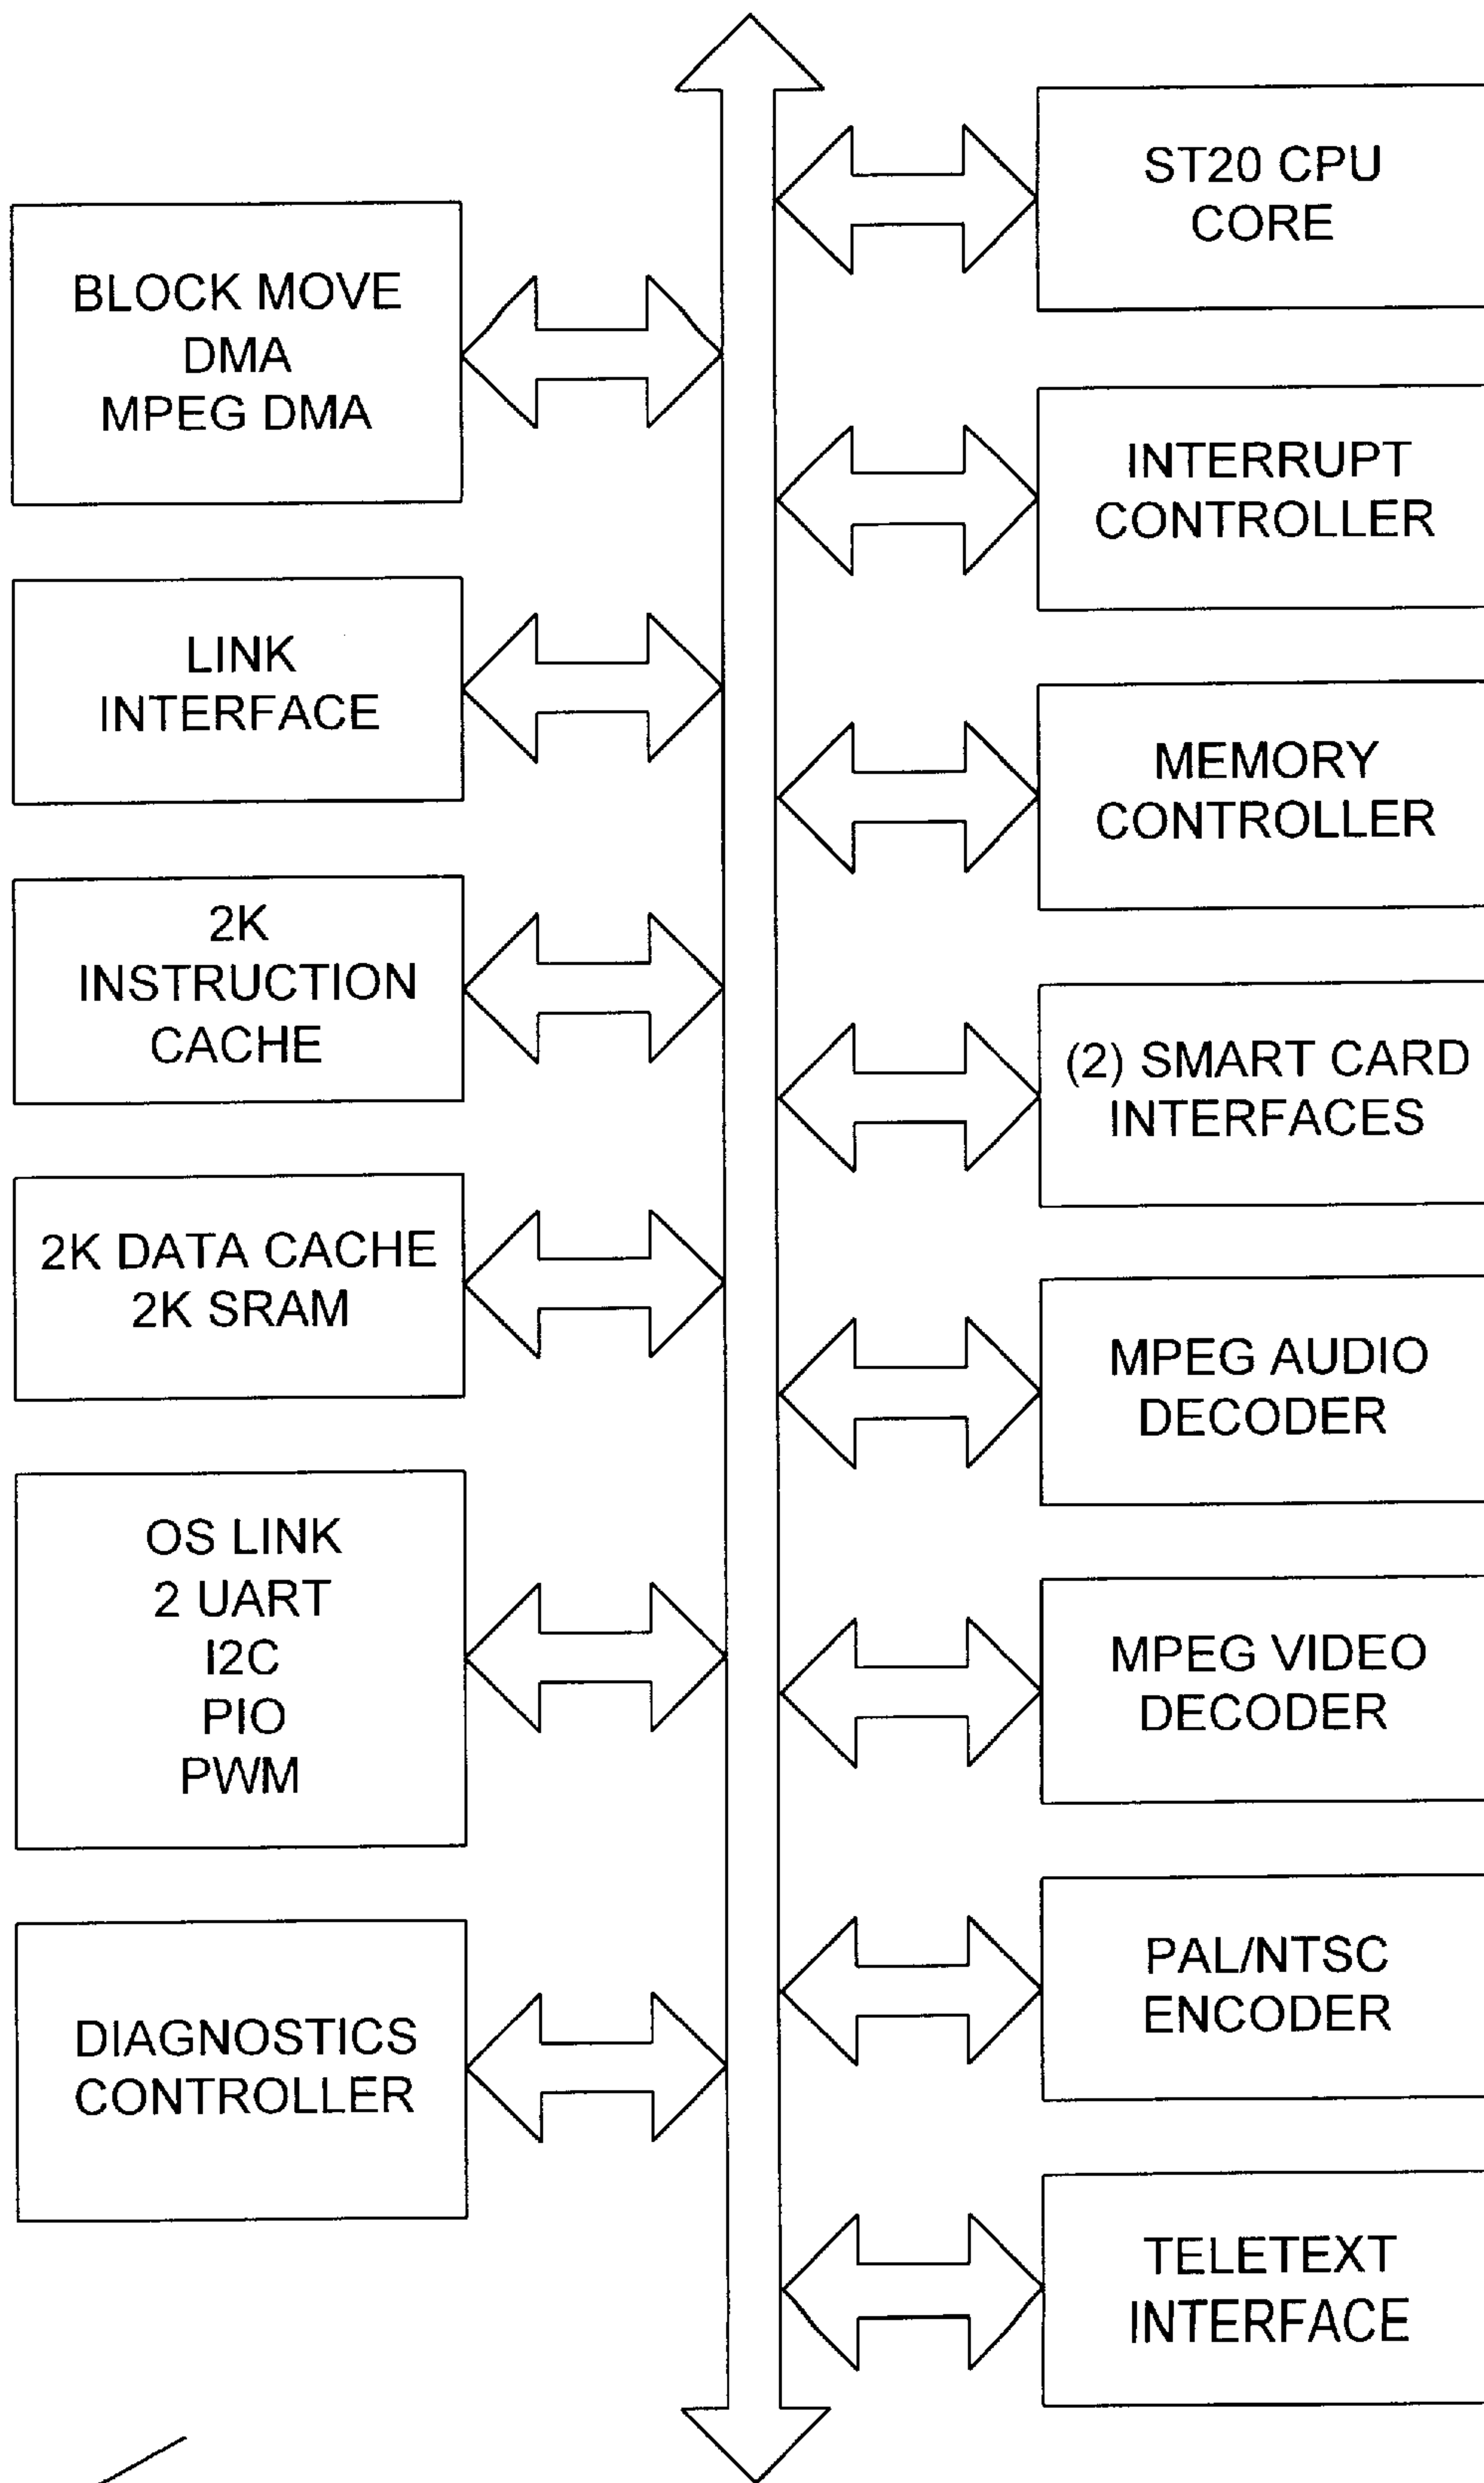 BLOCK MOVE
DMA
MPEG DMA
LINK
INTERFACE
2K
INSTRUCTION
CACHE
2K DATA CACHE
2K SRAM
OS LINK
2 UART
I2C
PIO
PWM
DIAGNOSTICS
CONTROLLER
ST20 CPU
CORE
INTERRUPT
CONTROLLER
MEMORY
CONTROLLER
(2) SMART CARD
INTERFACES
MPEG AUDIO
DECODER
MPEG VIDEO
DECODER
PAL/NTSC
ENCODER
TELETEXT
INTERFACE